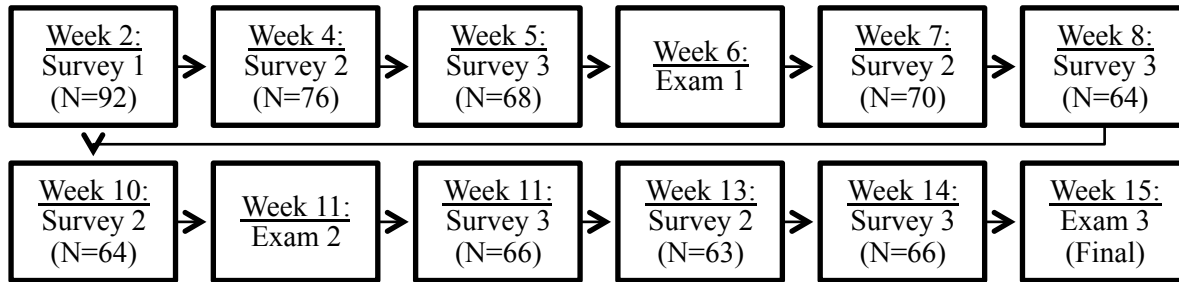 Week 2:
Survey 1
(N=92)
Week 4:
Survey 2
(N=76)
Week 5:
Survey 3
(N=68)
Week 6:
Exam 1
Week 7:
Survey 2
(N=70)
Week 8:
Survey 3
(N=64)
Week 10:
Survey 2
(N=64)
Week 11:
Exam 2
Week 11:
Survey 3
(N=66)
Week 13:
Survey 2
(N=63)
Week 14:
Survey 3
(N=66)
Week 15:
Exam 3
(Final)